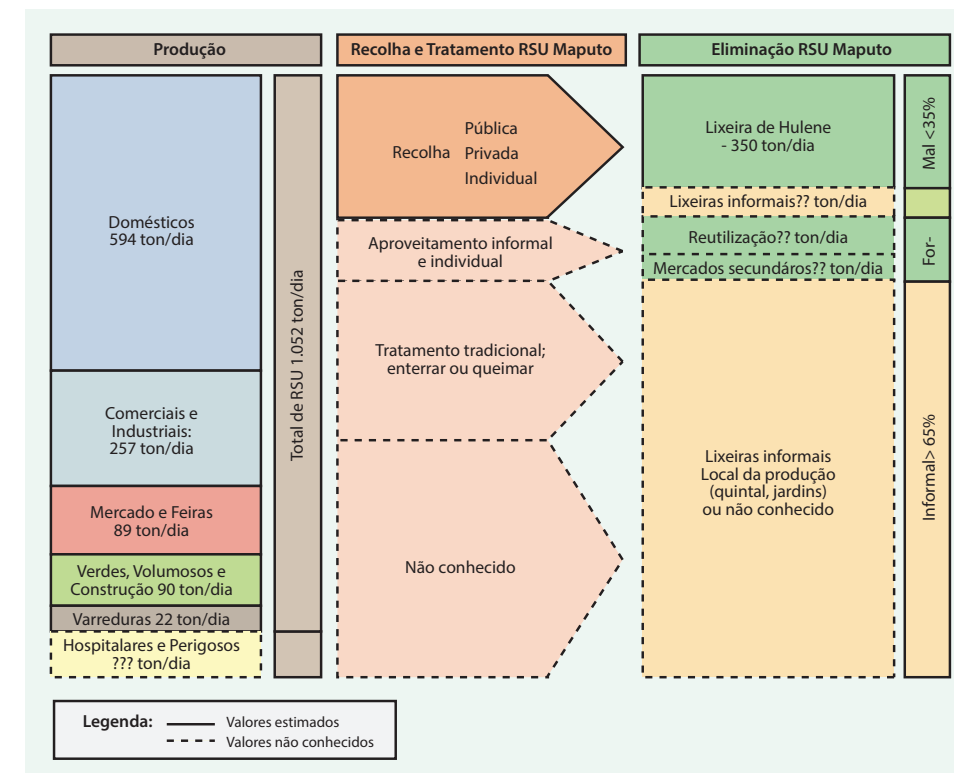 Produção
Recolha e Tratamento RSU Maputo
Eliminação RSU Maputo
Domésticos
594 ton/dia
Comerciais e
Industriais:
257 ton/dia
Mercado e Feiras
89 ton/dia
Verdes, Volumosos e
Construção 90 ton/dia
Varreduras 22 ton/dia
Hospitalares e Perigosos
??? ton/dia
Total de RSU 1.052 ton/dia
Pública
Recolha Privada
Individual
Aproveitamento informal
e individual
Tratamento tradicional;
enterrar ou queimar
Não conhecido
Lixeira de Hulene
- 350 ton/dia
Lixeiras informais?? ton/dia
Reutilização?? ton/dia
Mercados secundáros?? ton/dia
Lixeiras informais
Local da produção
(quintal, jardins)
ou não conhecido
Mal <35%
For-
Informal> 65%
Legenda: Valores estimados
Valores não conhecidos